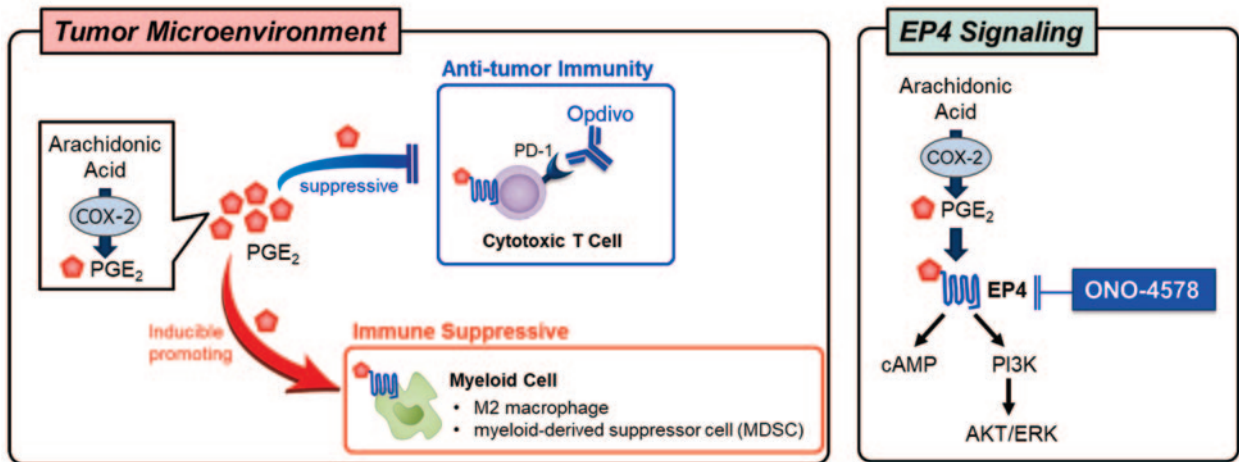 Tumor Microenvironment
Arachidonic
Acid
COX-2
PGE₂
PGE₂
suppressive
Inducible
promoting
Anti-tumor Immunity
Opdivo
PD-1
Cytotoxic T Cell
Immune Suppressive
Myeloid Cell
• M2 macrophage
• myeloid-derived suppressor cell (MDSC)
EP4 Signaling
Arachidonic
Acid
COX-2
PGE₂
EP4
ONO-4578
cAMP
PI3K
AKT/ERK